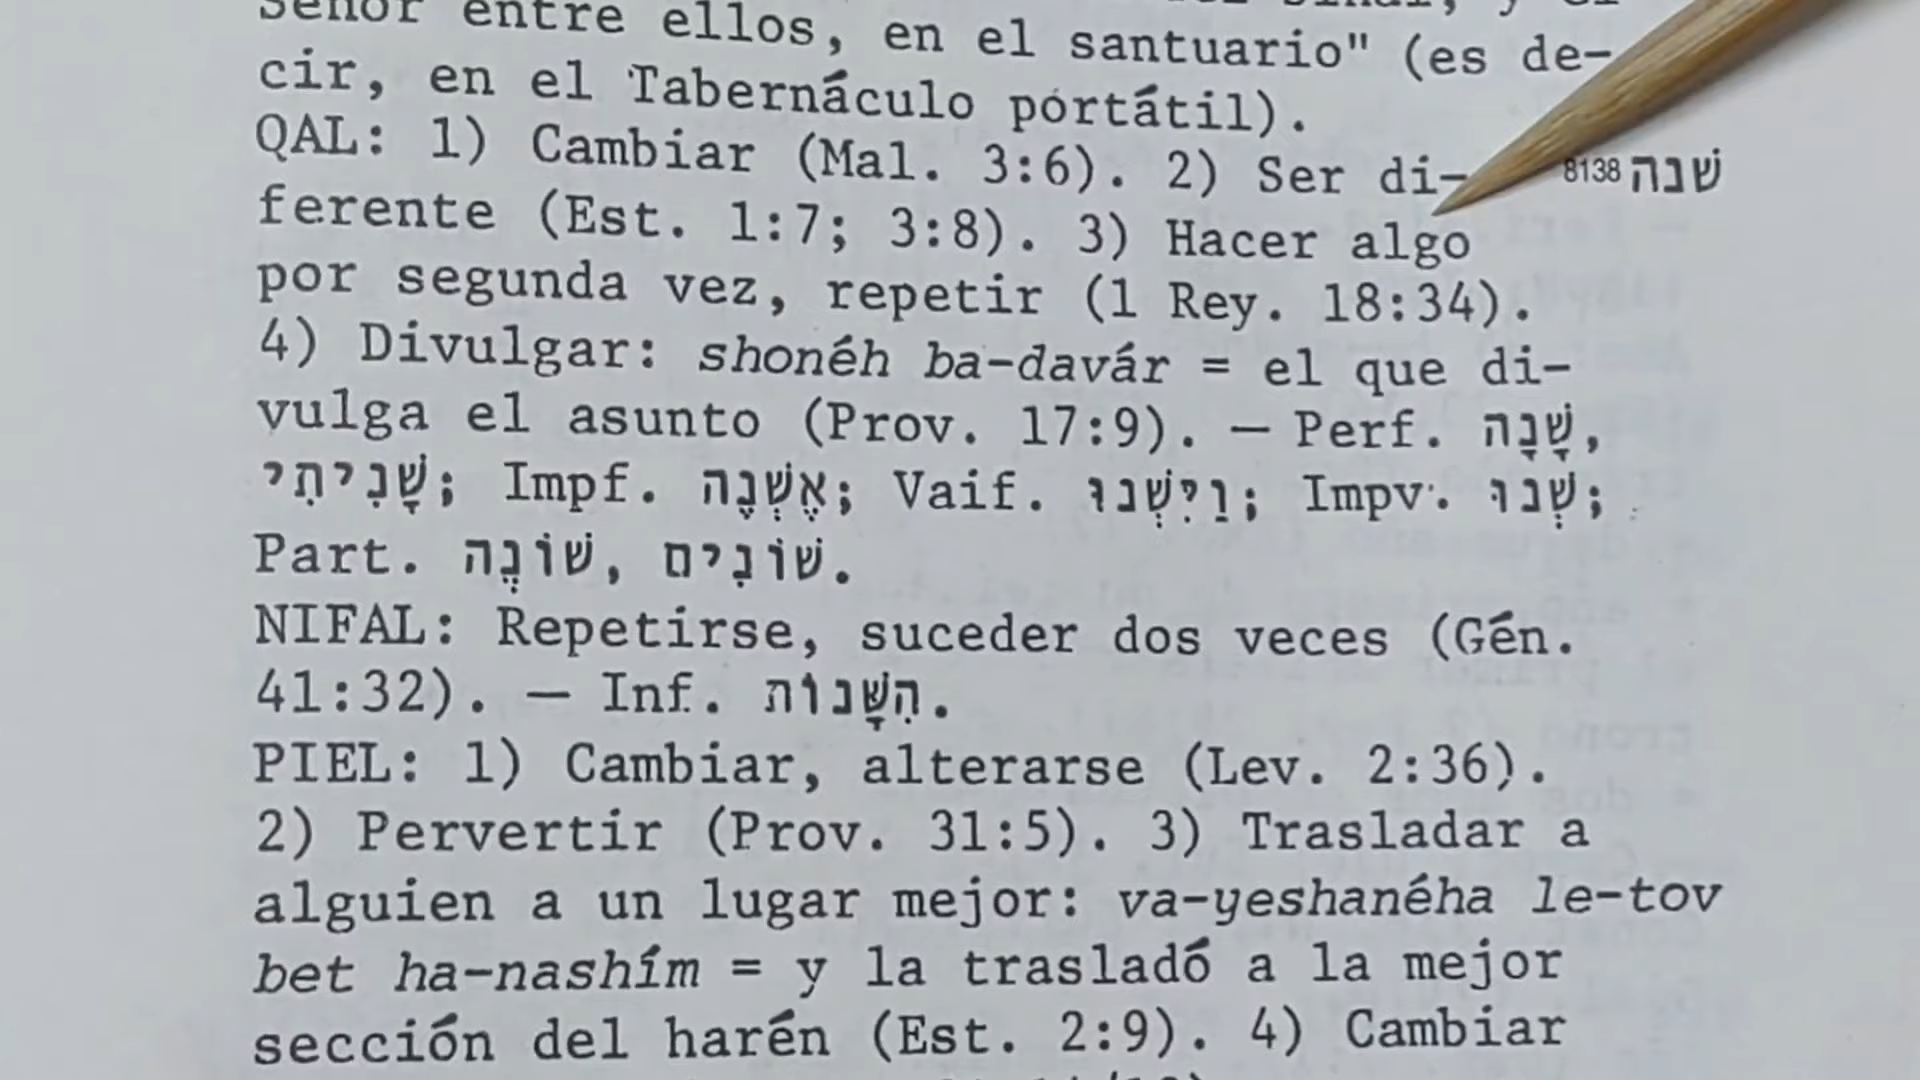 Señor entre ellos, en el santuario" (es de-
cir, en el Tabernáculo portátil).
QAL: 1) Cambiar (Mal. 3:6). 2) Ser di- 8138 שׁנה
ferente (Est. 1:7; 3:8). 3) Hacer algo
por segunda vez, repetir (1 Rey. 18:34).
4) Divulgar: shonéh ba-davár = el que di-
vulga el asunto (Prov. 17:9). — Perf. שָׁנָה,
שָׁנִיתִי; Impf. אֶשְׁנֶה; Vaif. וַיִּשְׁנוּ; Impv. שְׁנוּ;
Part. שׁוֹנֶה, שׁוֹנִים.
NIFAL: Repetirse, suceder dos veces (Gén.
41:32). — Inf. הִשָּׁנוֹת.
PIEL: 1) Cambiar, alterarse (Lev. 2:36).
2) Pervertir (Prov. 31:5). 3) Trasladar a
alguien a un lugar mejor: va-yeshanéha le-tov
bet ha-nashím = y la trasladó a la mejor
sección del harén (Est. 2:9). 4) Cambiar